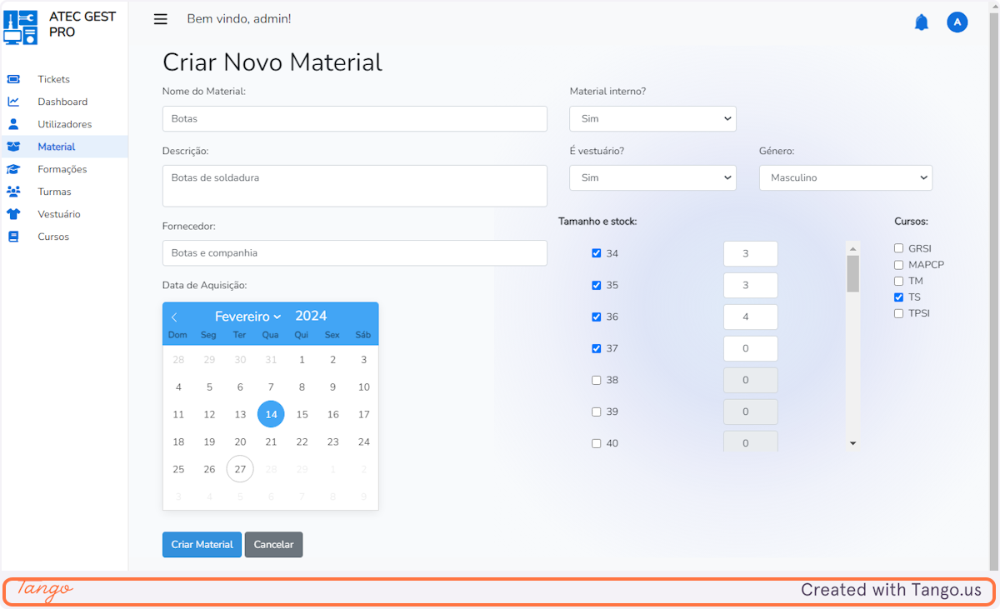 ATEC GEST
PRO
Bem vindo, admin!
A
Tickets
Dashboard
Utilizadores
Material
Formações
Turmas
Vestuário
Cursos
Criar Novo Material
Nome do Material:
Botas
Descrição:
Botas de soldadura
Fornecedor:
Botas e companhia
Data de Aquisição:
Fevereiro 2024
Dom Seg Ter Qua Qui Sex Sáb
28 29 30 31 1 2 3
4 5 6 7 8 9 10
11 12 13 14 15 16 17
18 19 20 21 22 23 24
25 26 27 28 29 1 2
3 4 5 6 7 8 9
Material interno?
Sim
É vestuário?
Sim
Género:
Masculino
Tamanho e stock:
34 3
35 3
36 4
37 0
38 0
39 0
40 0
Cursos:
GRSI
MAPCP
TM
TS
TPSI
Criar Material
Cancelar
Tango
Created with Tango.us